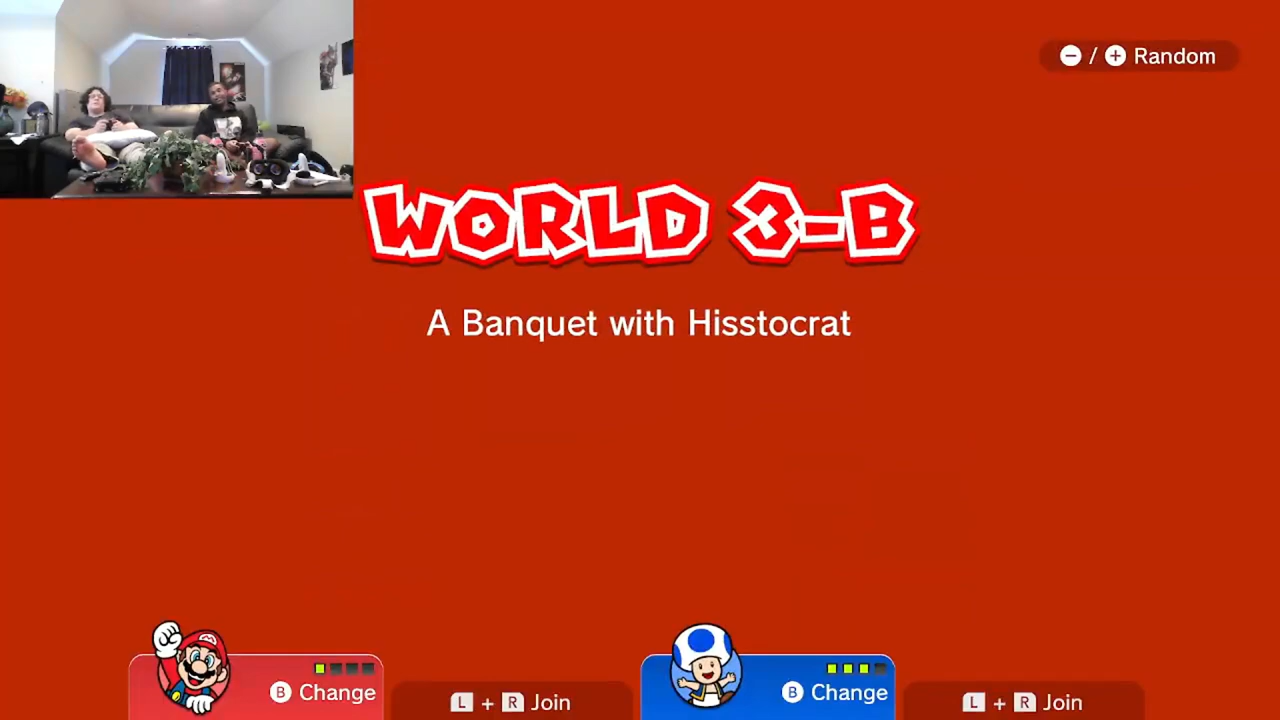 − / + Random
WORLD 3-B
A Banquet with Hisstocrat
B Change
L + R Join
B Change
L + R Join